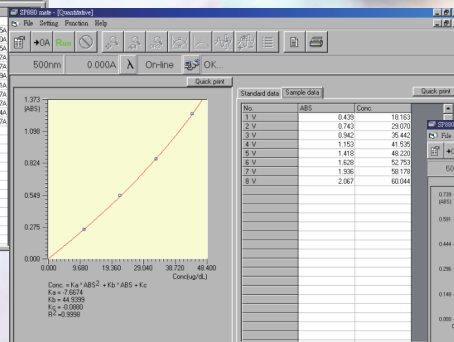 SP880 mate - [Quantitative]
File Setting Function Help
→0A Run
500nm 0.000A λ On-line OK...
Quick print
1.373
(ABS)
1.098
0.824
0.549
0.275
0.000
0.000 9.680 19.360 29.040 38.720 48.400
Conc(ug/dL)
Conc. = Ka * ABS2 + Kb * ABS + Kc
Ka = -7.6674
Kb = 44.9399
Kc = -0.0880
R2 =0.9998
Standard data Sample data
Quick print
No. ABS Conc.
1 V 0.439 18.163
2 V 0.743 29.070
3 V 0.942 35.442
4 V 1.153 41.535
5 V 1.418 48.220
6 V 1.628 52.753
7 V 1.936 58.178
8 V 2.067 60.044
SP880
File
0.739
(ABS)
0.591
0.444
0.296
0.148
0.000